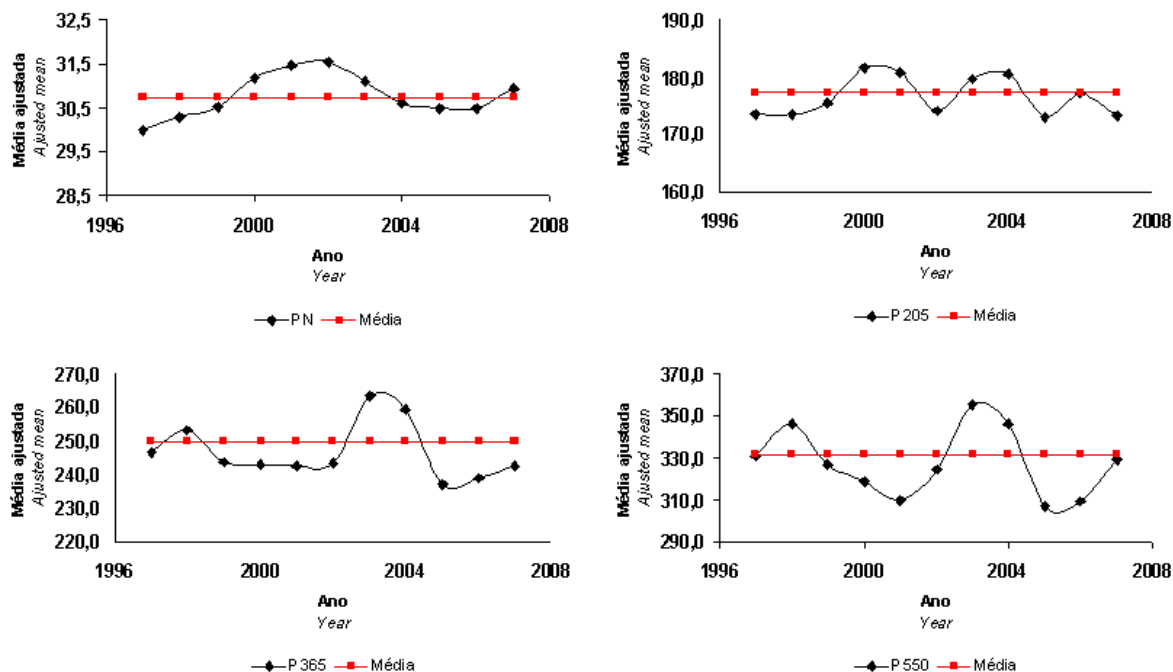 Média ajustada
Ajusted mean
32,5
31,5
30,5
29,5
28,5
1996
2000
2004
2008
Ano
Year
PN
Média
Média ajustada
Ajusted mean
190,0
180,0
170,0
160,0
1996
2000
2004
2008
Ano
Year
P205
Média
Média ajustada
Ajusted mean
270,0
260,0
250,0
240,0
230,0
220,0
1996
2000
2004
2008
Ano
Year
P365
Média
Média ajustada
Ajusted mean
370,0
350,0
330,0
310,0
290,0
1996
2000
2004
2008
Ano
Year
P550
Média